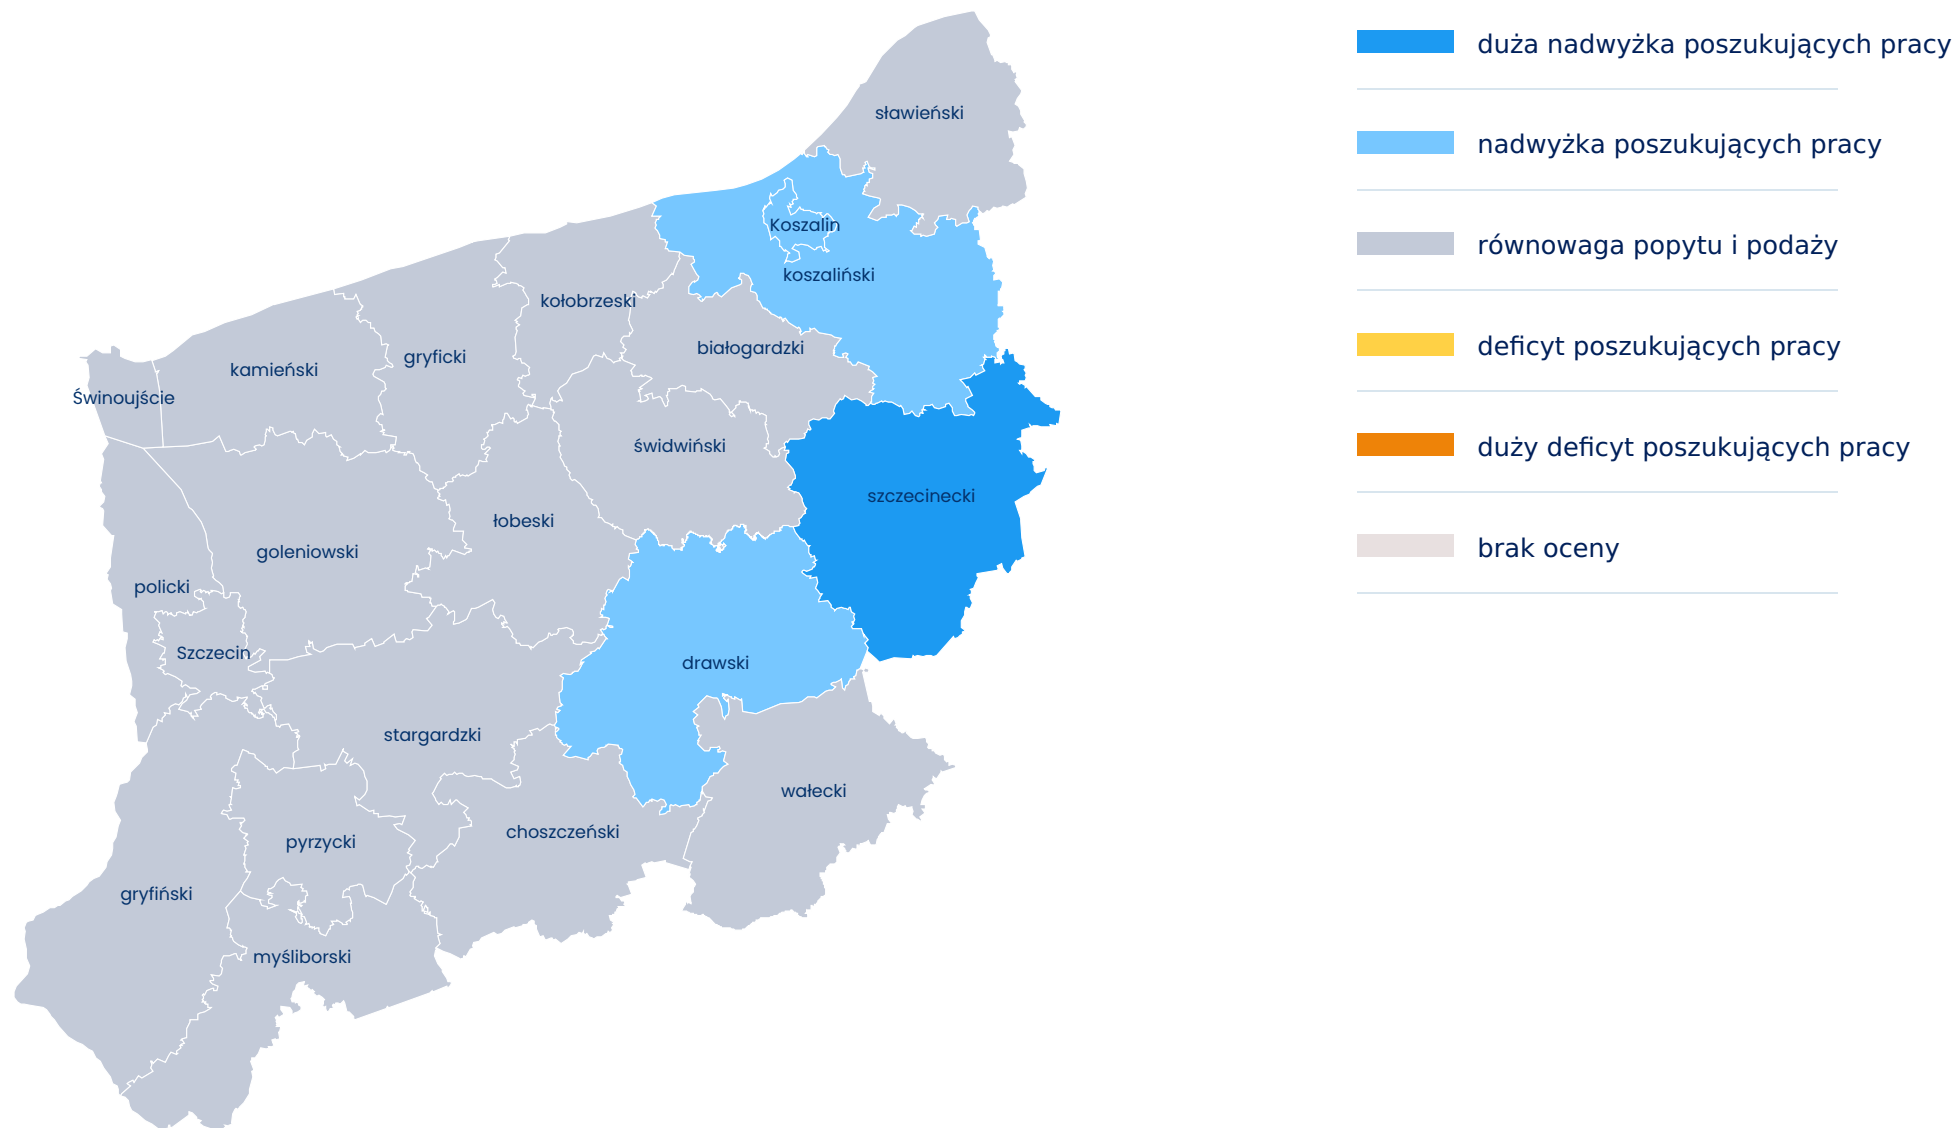 sławieński
Koszalin
koszaliński
kołobrzeski
białogardzki
gryficki
kamieński
Świnoujście
świdwiński
szczecinecki
łobeski
goleniowski
policki
Szczecin
drawski
stargardzki
wałecki
choszczeński
pyrzycki
gryfiński
myśliborski
duża nadwyżka poszukujących pracy
nadwyżka poszukujących pracy
równowaga popytu i podaży
deficyt poszukujących pracy
duży deficyt poszukujących pracy
brak oceny